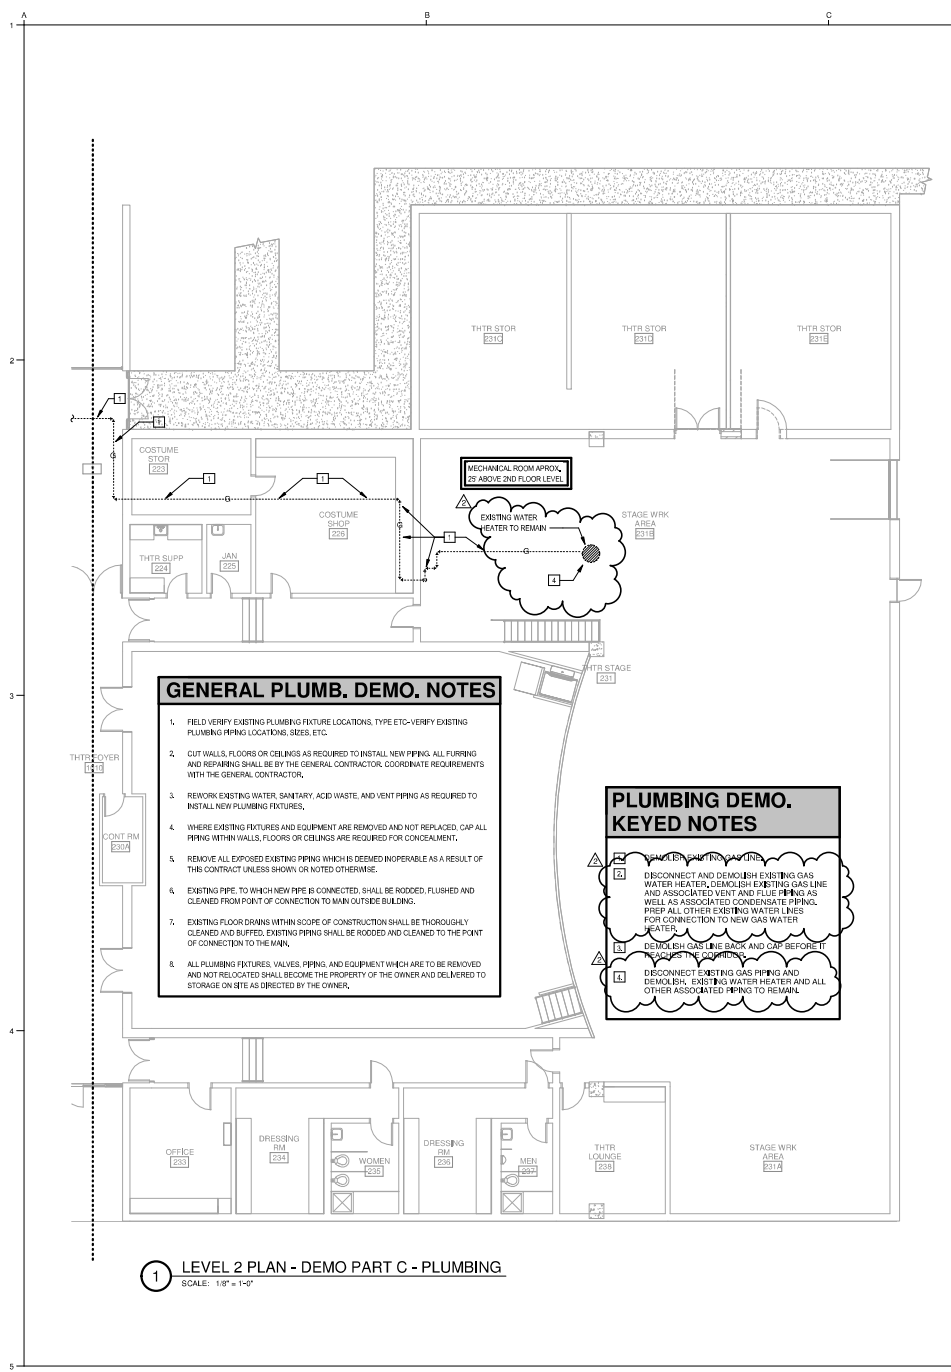 A
B
C
1
2
3
4
5
THTR STOR
231C
THTR STOR
231D
THTR STOR
231E
1
1
G
COSTUME
STOR
223
1
G
1
COSTUME
SHOP
226
G
1
G
MECHANICAL ROOM APROX.
25' ABOVE 2ND FLOOR LEVEL
2
EXISTING WATER
HEATER TO REMAIN
G
4
STAGE WRK
AREA
231B
THTR SUPP
224
JAN
225
THTR STAGE
231
THTR FOYER
CONT RM
230A
GENERAL PLUMB. DEMO. NOTES
1. FIELD VERIFY EXISTING PLUMBING FIXTURE LOCATIONS, TYPE ETC-VERIFY EXISTING
PLUMBING PIPING LOCATIONS, SIZES, ETC.
2. CUT WALLS, FLOORS OR CEILINGS AS REQUIRED TO INSTALL NEW PIPING. ALL FURRING
AND REPAIRING SHALL BE BY THE GENERAL CONTRACTOR. COORDINATE REQUIREMENTS
WITH THE GENERAL CONTRACTOR.
3. REWORK EXISTING WATER, SANITARY, ACID WASTE, AND VENT PIPING AS REQUIRED TO
INSTALL NEW PLUMBING FIXTURES.
4. WHERE EXISTING FIXTURES AND EQUIPMENT ARE REMOVED AND NOT REPLACED, CAP ALL
PIPING WITHIN WALLS, FLOORS OR CEILINGS ARE REQUIRED FOR CONCEALMENT.
5. REMOVE ALL EXPOSED EXISTING PIPING WHICH IS DEEMED INOPERABLE AS A RESULT OF
THIS CONTRACT UNLESS SHOWN OR NOTED OTHERWISE.
6. EXISTING PIPE, TO WHICH NEW PIPE IS CONNECTED, SHALL BE RODDED, FLUSHED AND
CLEANED FROM POINT OF CONNECTION TO MAIN OUTSIDE BUILDING.
7. EXISTING FLOOR DRAINS WITHIN SCOPE OF CONSTRUCTION SHALL BE THOROUGHLY
CLEANED AND BUFFED. EXISTING PIPING SHALL BE RODDED AND CLEANED TO THE POINT
OF CONNECTION TO THE MAIN.
8. ALL PLUMBING FIXTURES, VALVES, PIPING, AND EQUIPMENT WHICH ARE TO BE REMOVED
AND NOT RELOCATED SHALL BECOME THE PROPERTY OF THE OWNER AND DELIVERED TO
STORAGE ON SITE AS DIRECTED BY THE OWNER.
PLUMBING DEMO.
KEYED NOTES
2
1. DEMOLISH EXISTING GAS LINE.
2. DISCONNECT AND DEMOLISH EXISTING GAS
WATER HEATER, DEMOLISH EXISTING GAS LINE
AND ASSOCIATED VENT AND FLUE PIPING AS
WELL AS ASSOCIATED CONDENSATE PIPING.
PREP ALL OTHER EXISTING WATER LINES
FOR CONNECTION TO NEW GAS WATER
HEATER.
3. DEMOLISH GAS LINE BACK AND CAP BEFORE IT
REACHES THE CORRIDOR.
2
4. DISCONNECT EXISTING GAS PIPING AND
DEMOLISH, EXISTING WATER HEATER AND ALL
OTHER ASSOCIATED PIPING TO REMAIN.
OFFICE
233
DRESSING
RM
234
WOMEN
235
DRESSING
RM
236
MEN
237
THTR
LOUNGE
238
STAGE WRK
AREA
231A
1
LEVEL 2 PLAN - DEMO PART C - PLUMBING
SCALE: 1/8" = 1'-0"